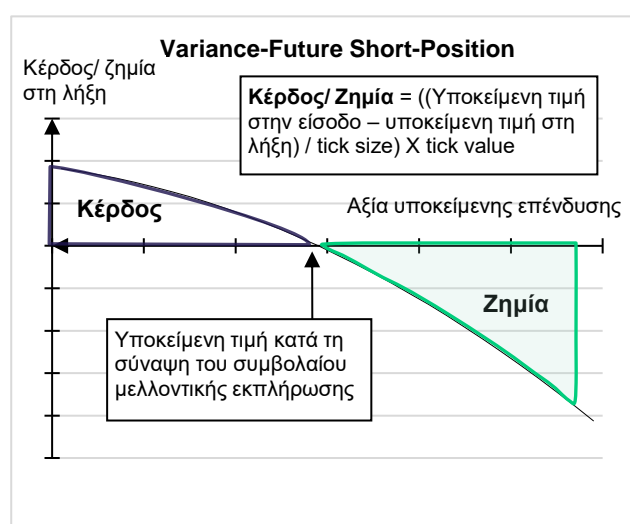 Variance-Future Short-Position
Κέρδος/ ζημία
στη λήξη
Κέρδος/ Ζημία = ((Υποκείμενη τιμή
στην είσοδο – υποκείμενη τιμή στη
λήξη) / tick size) X tick value
Κέρδος
Αξία υποκείμενης επένδυσης
Ζημία
Υποκείμενη τιμή κατά τη
σύναψη του συμβολαίου
μελλοντικής εκπλήρωσης